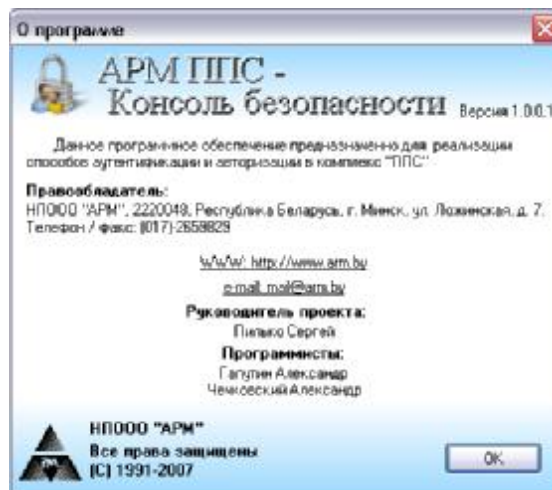 О программе
АРМ ППС -
Консоль безопасности Версия 1.0.0.1
Данное программное обеспечение предназначено для реализации
способов аутентификации и авторизации в комплексе "ППС"
Правообладатель:
НПООО "АРМ", 2220049, Республика Беларусь, г. Минск, ул. Ложинская, д. 7.
Телефон / факс: (017)-2659829
WWW: http://www.arm.by
e-mail: mail@arm.by
Руководитель проекта:
Пилько Сергей
Программисты:
Гапутин Александр
Чечковский Александр
НПООО "АРМ"
Все права защищены
(C) 1991-2007
OK